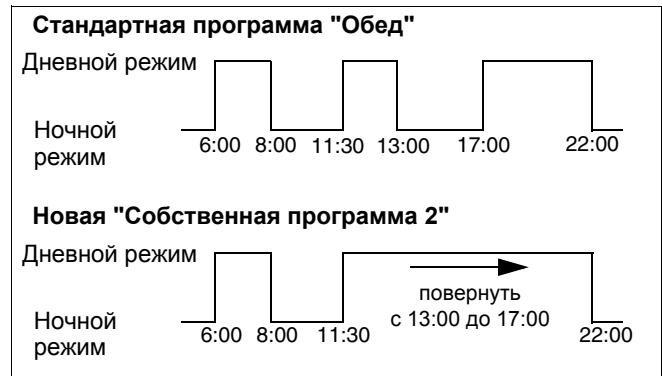 Стандартная программа "Обед"
Дневной режим
Ночной
режим
6:00 8:00 11:30 13:00 17:00 22:00
Новая "Собственная программа 2"
Дневной режим
повернуть
с 13:00 до 17:00
Ночной
режим
6:00 8:00 11:30 22:00